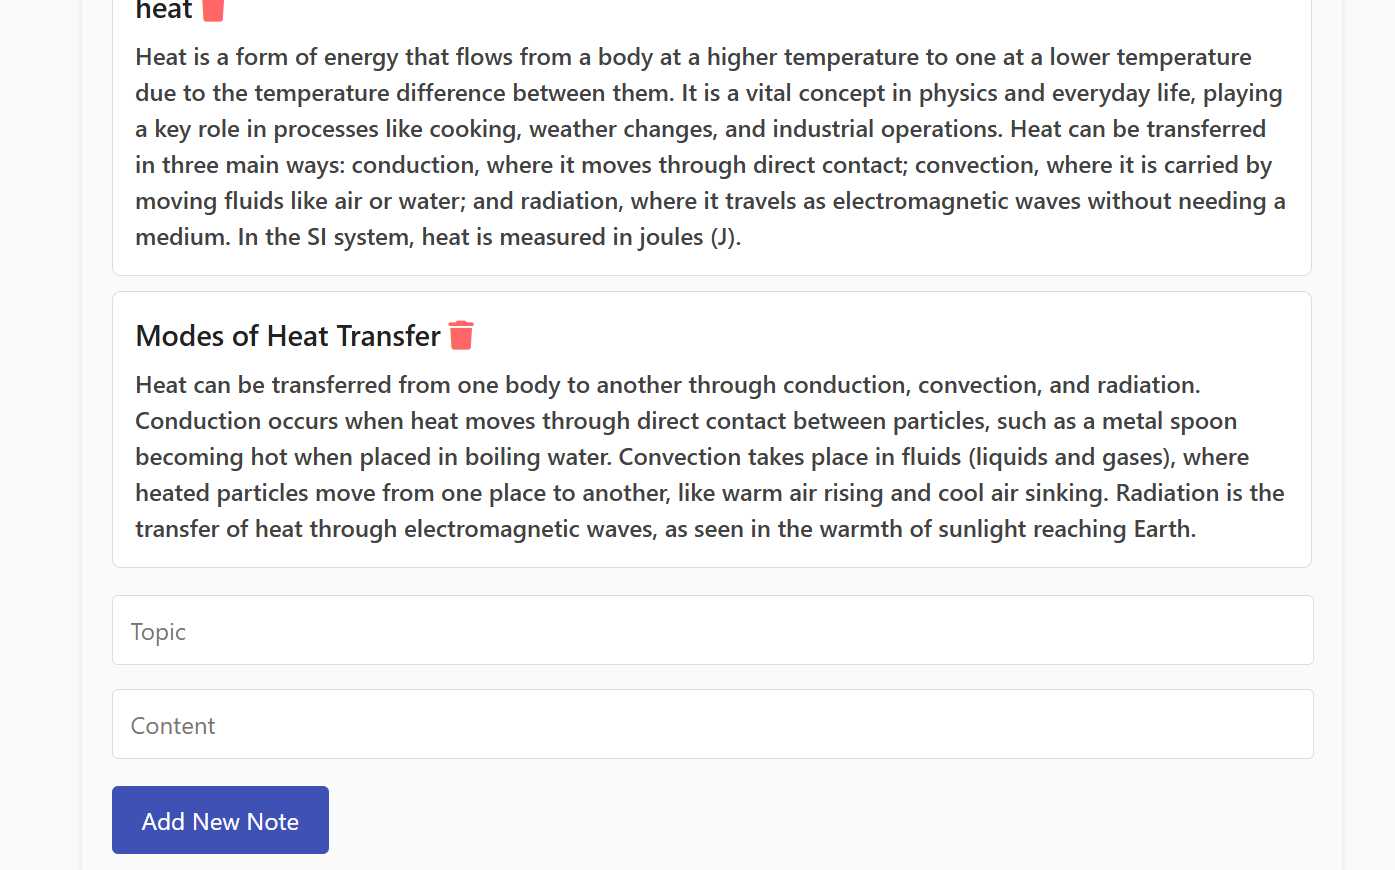 heat
Heat is a form of energy that flows from a body at a higher temperature to one at a lower temperature
due to the temperature difference between them. It is a vital concept in physics and everyday life, playing
a key role in processes like cooking, weather changes, and industrial operations. Heat can be transferred
in three main ways: conduction, where it moves through direct contact; convection, where it is carried by
moving fluids like air or water; and radiation, where it travels as electromagnetic waves without needing a
medium. In the SI system, heat is measured in joules (J).
Modes of Heat Transfer
Heat can be transferred from one body to another through conduction, convection, and radiation.
Conduction occurs when heat moves through direct contact between particles, such as a metal spoon
becoming hot when placed in boiling water. Convection takes place in fluids (liquids and gases), where
heated particles move from one place to another, like warm air rising and cool air sinking. Radiation is the
transfer of heat through electromagnetic waves, as seen in the warmth of sunlight reaching Earth.
Topic
Content
Add New Note